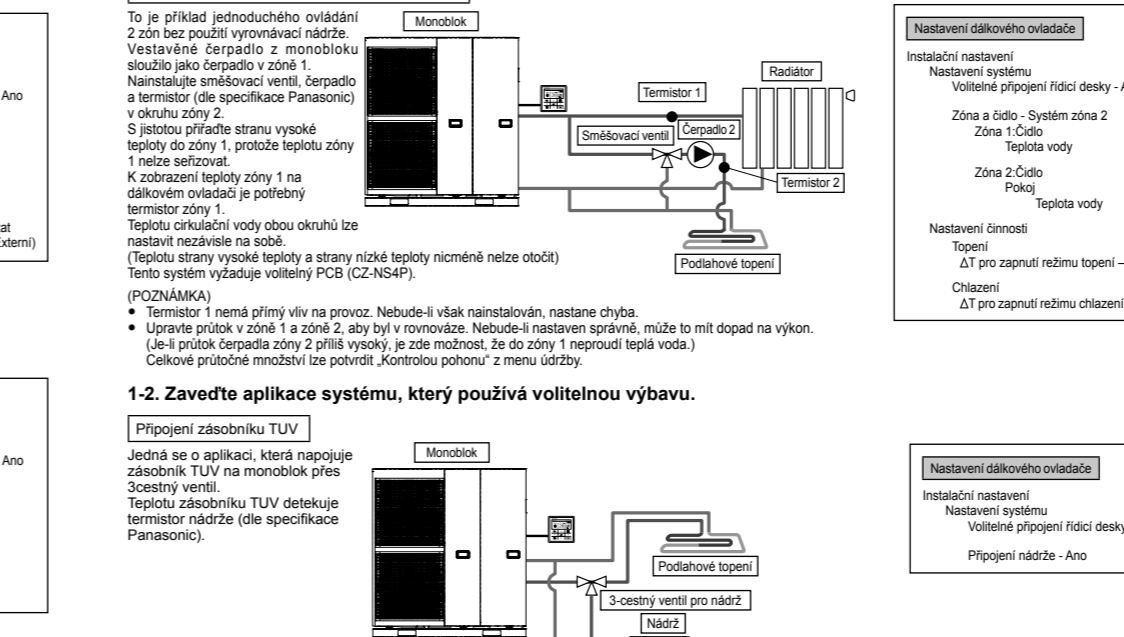 Ano
tat
Externí)
Ano
To je příklad jednoduchého ovládání
2 zón bez použití vyrovnávací nádrže.
Vestavěné čerpadlo z monobloku
sloužilo jako čerpadlo v zóně 1.
Nainstalujte směšovací ventil, čerpadlo
a termistor (dle specifikace Panasonic)
v okruhu zóny 2.
S jistotou přiřaďte stranu vysoké
teploty do zóny 1, protože teplotu zóny
1 nelze seřizovat.
K zobrazení teploty zóny 1 na
dálkovém ovladači je potřebný
termistor zóny 1.
Teplotu cirkulační vody obou okruhů lze
nastavit nezávisle na sobě.
(Teplotu strany vysoké teploty a strany nízké teploty nicméně nelze otočit)
Tento systém vyžaduje volitelný PCB (CZ-NS4P).
Monoblok
Termistor 1
Radiátor
Směšovací ventil
Čerpadlo 2
Termistor 2
Podlahové topení
(POZNÁMKA)
• Termistor 1 nemá přímý vliv na provoz. Nebude-li však nainstalován, nastane chyba.
• Upravte průtok v zóně 1 a zóně 2, aby byl v rovnováze. Nebude-li nastaven správně, může to mít dopad na výkon.
(Je-li průtok čerpadla zóny 2 příliš vysoký, je zde možnost, že do zóny 1 neproudí teplá voda.)
Celkové průtočné množství lze potvrdit „Kontrolou pohonu“ z menu údržby.
Nastavení dálkového ovladače
Instalační nastavení
Nastavení systému
Volitelné připojení řídicí desky - A
Zóna a čidlo - Systém zóna 2
Zóna 1:Čidlo
Teplota vody
Zóna 2:Čidlo
Pokoj
Teplota vody
Nastavení činnosti
Topení
ΔT pro zapnutí režimu topení –
Chlazení
ΔT pro zapnutí režimu chlazení
1-2. Zaveďte aplikace systému, který používá volitelnou výbavu.
Připojení zásobníku TUV
Jedná se o aplikaci, která napojuje
zásobník TUV na monoblok přes
3cestný ventil.
Teplotu zásobníku TUV detekuje
termistor nádrže (dle specifikace
Panasonic).
Monoblok
Podlahové topení
3-cestný ventil pro nádrž
Nádrž
Nastavení dálkového ovladače
Instalační nastavení
Nastavení systému
Volitelné připojení řídicí desky
Připojení nádrže - Ano